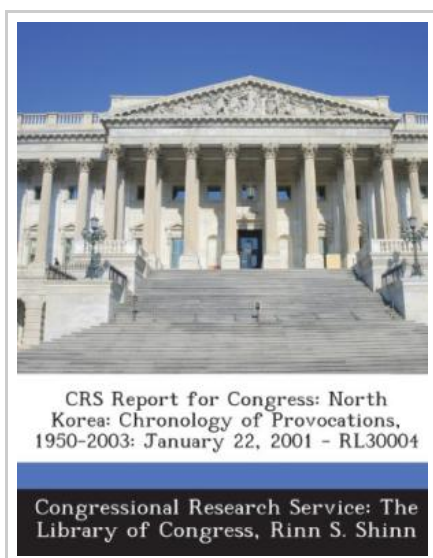 CRS Report for Congress: North
Korea: Chronology of Provocations,
1950-2003: January 22, 2001 - RL30004
Congressional Research Service: The
Library of Congress, Rinn S. Shinn